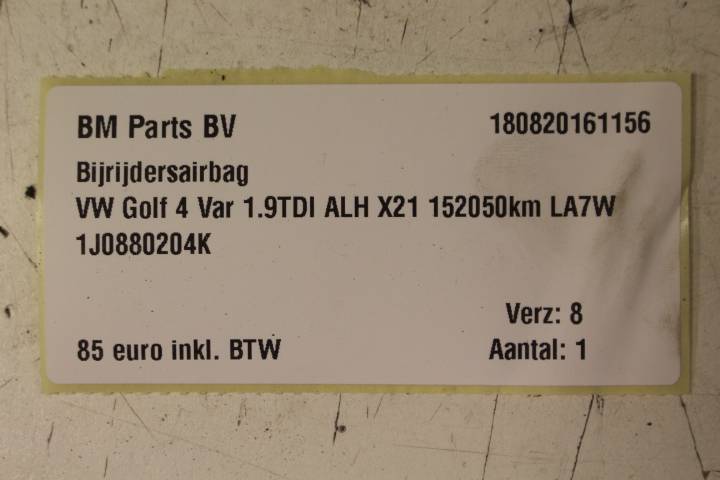 BM Parts BV 180820161156
Bijrijdersairbag
VW Golf 4 Var 1.9TDI ALH X21 152050km LA7W
1J0880204K
Verz: 8
85 euro inkl. BTW Aantal: 1